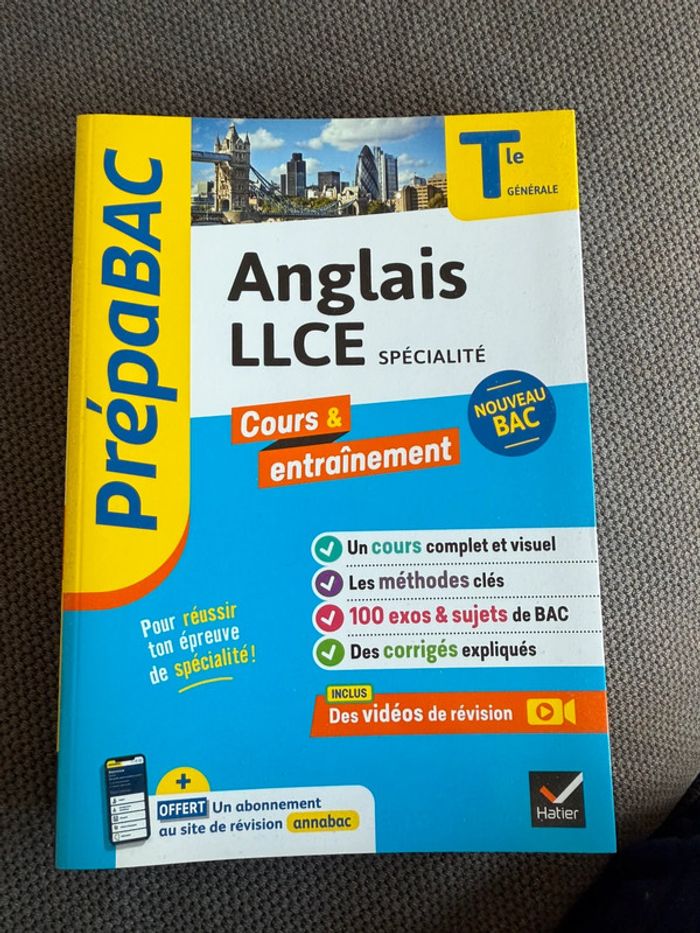 PrépaBAC
Tle
GÉNÉRALE
Anglais
LLCE SPÉCIALITÉ
NOUVEAU
BAC
Cours &
entraînement
Un cours complet et visuel
Les méthodes clés
100 exos & sujets de BAC
Des corrigés expliqués
Pour réussir
ton épreuve
de spécialité !
INCLUS
Des vidéos de révision
+
OFFERT Un abonnement
au site de révision annabac
Hatier